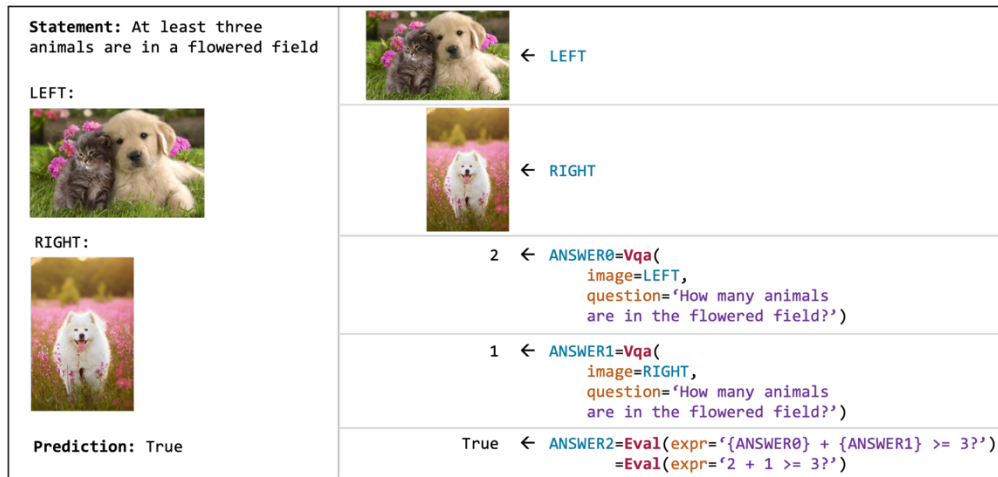 Statement: At least three
animals are in a flowered field
LEFT:
RIGHT:
Prediction: True
← LEFT
← RIGHT
2 ← ANSWER0=Vqa(
image=LEFT,
question=‘How many animals
are in the flowered field?’)
1 ← ANSWER1=Vqa(
image=RIGHT,
question=‘How many animals
are in the flowered field?’)
True ← ANSWER2=Eval(expr=‘{ANSWER0} + {ANSWER1} >= 3?’)
=Eval(expr=‘2 + 1 >= 3?’)